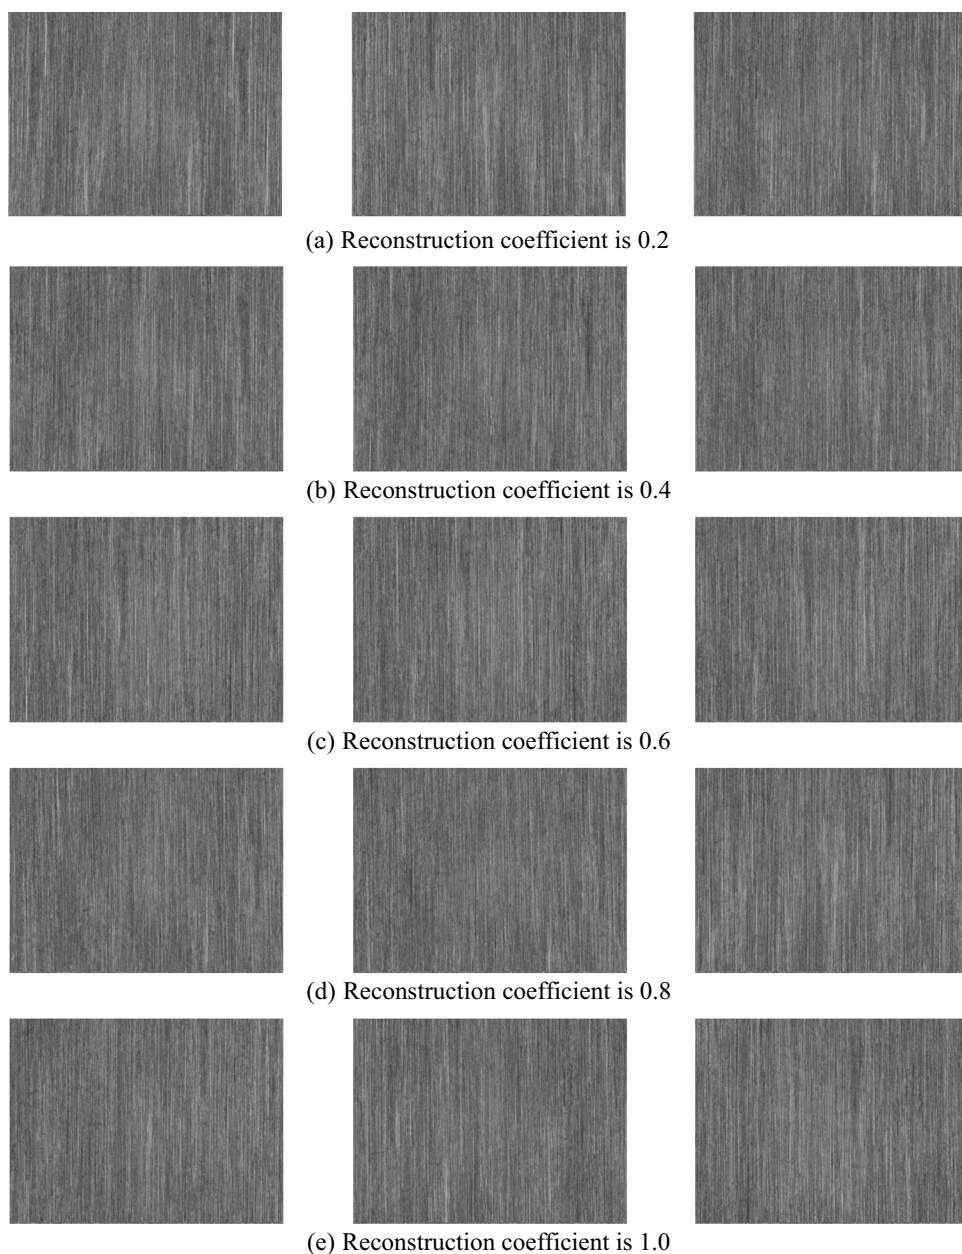 (a) Reconstruction coefficient is 0.2
(b) Reconstruction coefficient is 0.4
(c) Reconstruction coefficient is 0.6
(d) Reconstruction coefficient is 0.8
(e) Reconstruction coefficient is 1.0